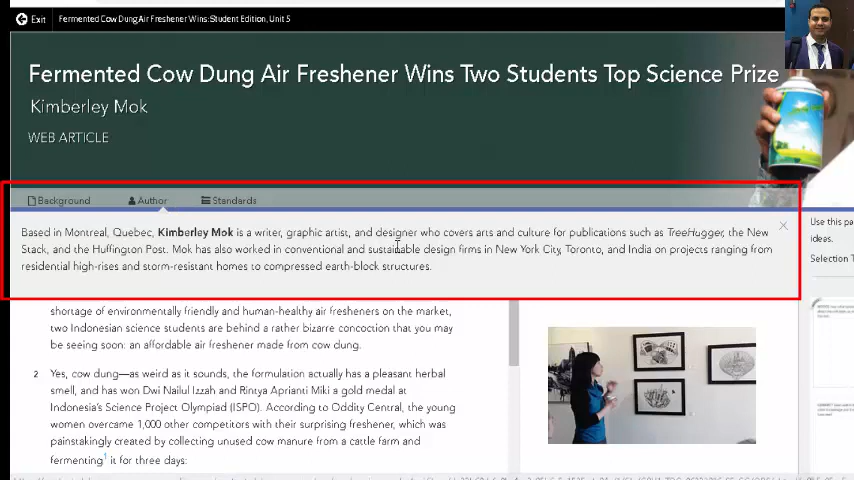 Exit
Fermented Cow Dung Air Freshener Wins: Student Edition, Unit 5
Fermented Cow Dung Air Freshener Wins Two Students Top Science Prize
Kimberley Mok
WEB ARTICLE
Background Author Standards
Based in Montreal, Quebec, Kimberley Mok is a writer, graphic artist, and designer who covers arts and culture for publications such as TreeHugger, the New
Stack, and the Huffington Post. Mok has also worked in conventional and sustainable design firms in New York City, Toronto, and India on projects ranging from
residential high-rises and storm-resistant homes to compressed earth-block structures.
Use this pa
ideas.
Selection T
shortage of environmentally friendly and human-healthy air fresheners on the market,
two Indonesian science students are behind a rather bizarre concoction that you may
be seeing soon: an affordable air freshener made from cow dung.
2 Yes, cow dung—as weird as it sounds, the formulation actually has a pleasant herbal
smell, and has won Dwi Nailul Izzah and Rintya Aprianti Miki a gold medal at
Indonesia's Science Project Olympiad (ISPO). According to Oddity Central, the young
women overcame 1,000 other competitors with their surprising freshener, which was
painstakingly created by collecting unused cow manure from a cattle farm and
fermenting1 it for three days: